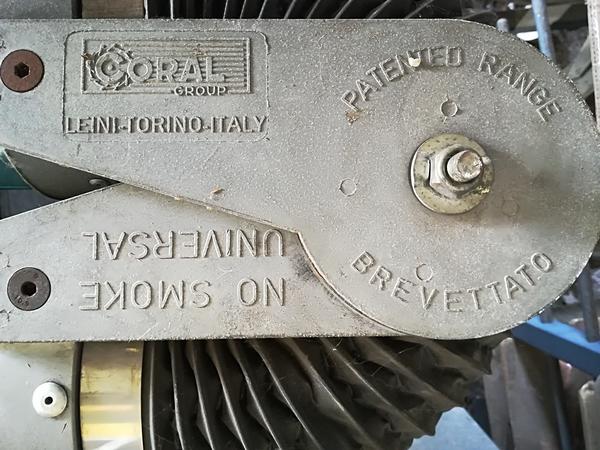 CORAL
GROUP
LEINI-TORINO-ITALY
PATENTED RANGE
BREVETTATO
NO SMOKE
UNIVERSAL